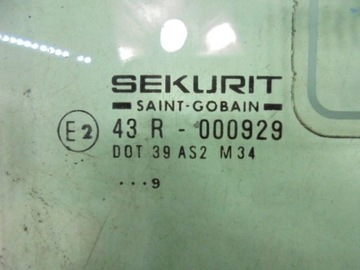 SEKURIT
SAINT-GOBAIN
E2 43 R - 000929
DOT 39 AS2 M34
...9